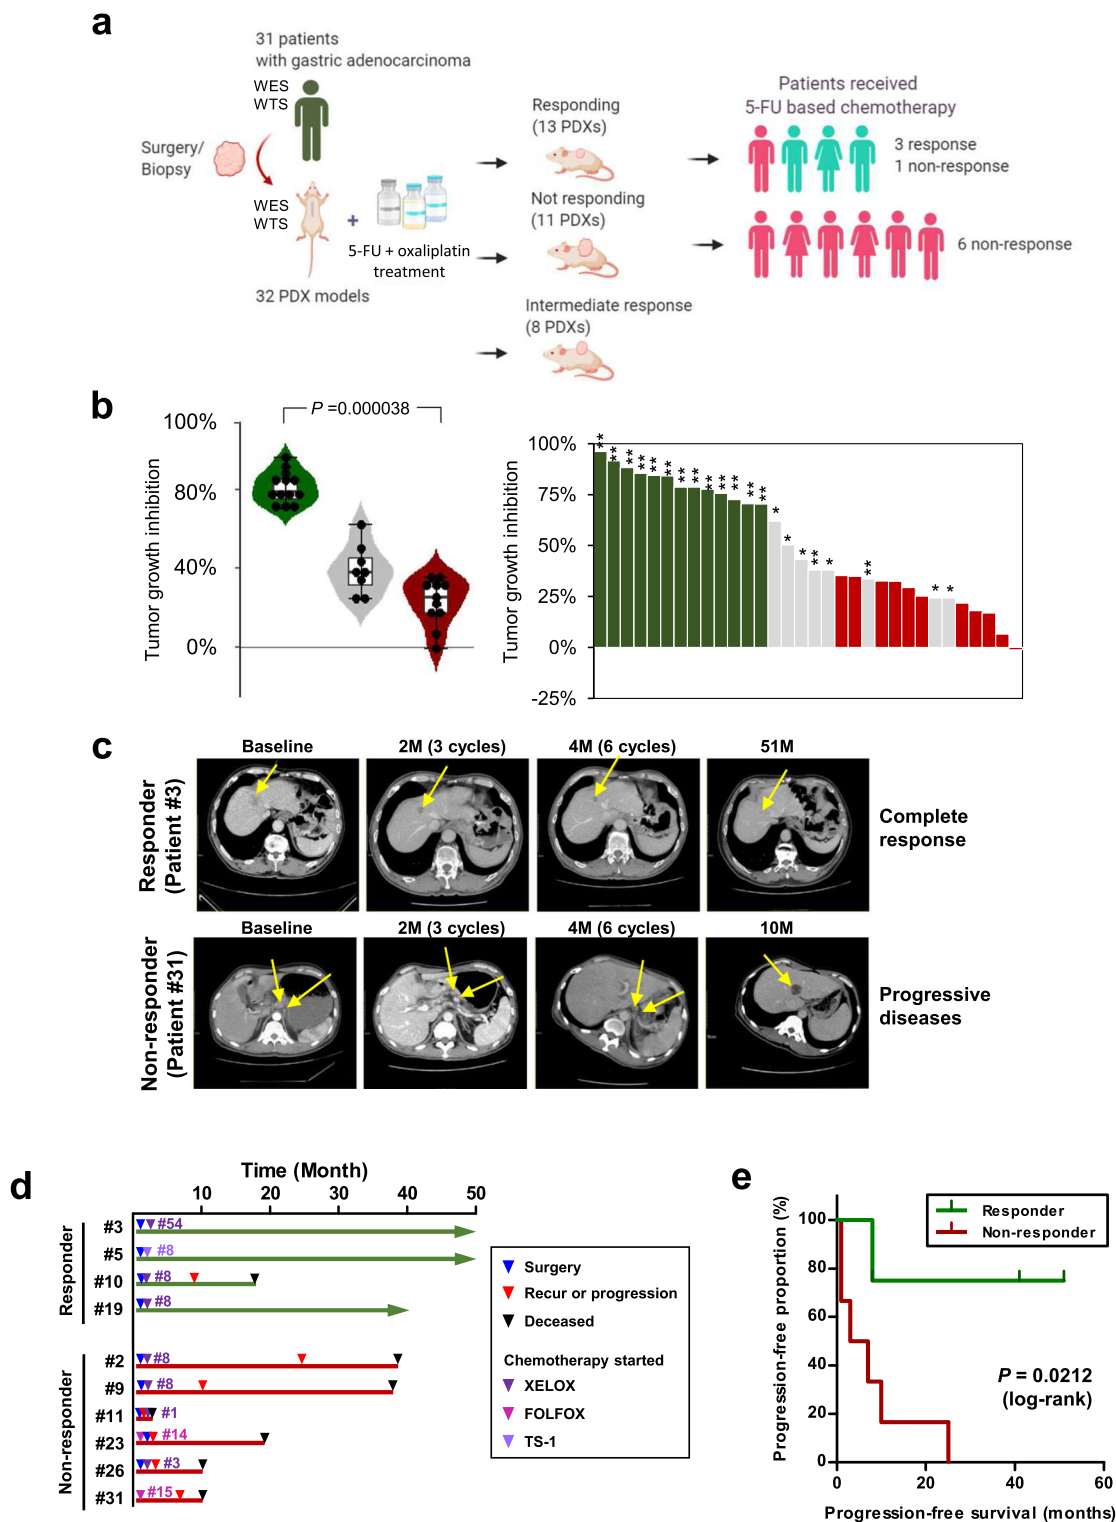 a
31 patients
with gastric adenocarcinoma
WES
WTS
Surgery/
Biopsy
WES
WTS
+
5-FU + oxaliplatin
treatment
32 PDX models
Responding
(13 PDXs)
Not responding
(11 PDXs)
Intermediate response
(8 PDXs)
Patients received
5-FU based chemotherapy
3 response
1 non-response
6 non-response
b
P =0.000038
Tumor growth inhibition
100%
80%
40%
0%
Tumor growth inhibition
100%
75%
50%
25%
0%
-25%
** ** ** ** ** ** ** ** ** ** ** ** ** * * * ** * ** * *
c
Baseline
2M (3 cycles)
4M (6 cycles)
51M
Responder
(Patient #3)
Complete
response
Baseline
2M (3 cycles)
4M (6 cycles)
10M
Non-responder
(Patient #31)
Progressive
diseases
d
Time (Month)
10 20 30 40 50
Responder
#3 #54
#5 #8
#10 #8
#19 #8
Non-responder
#2 #8
#9 #8
#11 #1
#23 #14
#26 #3
#31 #15
Surgery
Recur or progression
Deceased
Chemotherapy started
XELOX
FOLFOX
TS-1
e
Progression-free proportion (%)
100
80
60
40
20
0
Responder
Non-responder
P = 0.0212
(log-rank)
0 20 40 60
Progression-free survival (months)